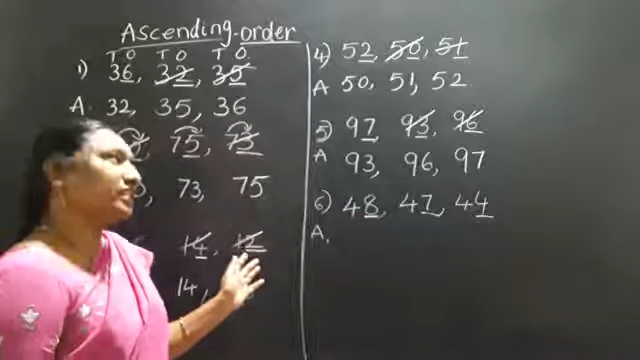 Ascending order
T O T O T O
1) 36, 32, 35
A. 32, 35, 36
75, 73
73, 75
14, 12
14,
4) 52, 50, 51
A 50, 51, 52
5) 97, 93, 96
A 93, 96, 97
6) 48, 47, 44
A.